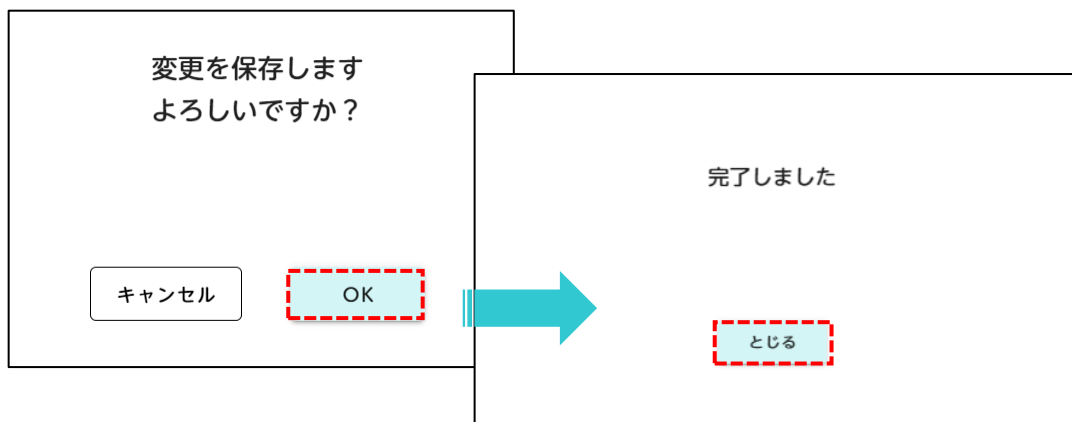 変更を保存します
よろしいですか？
キャンセル
OK
完了しました
とじる